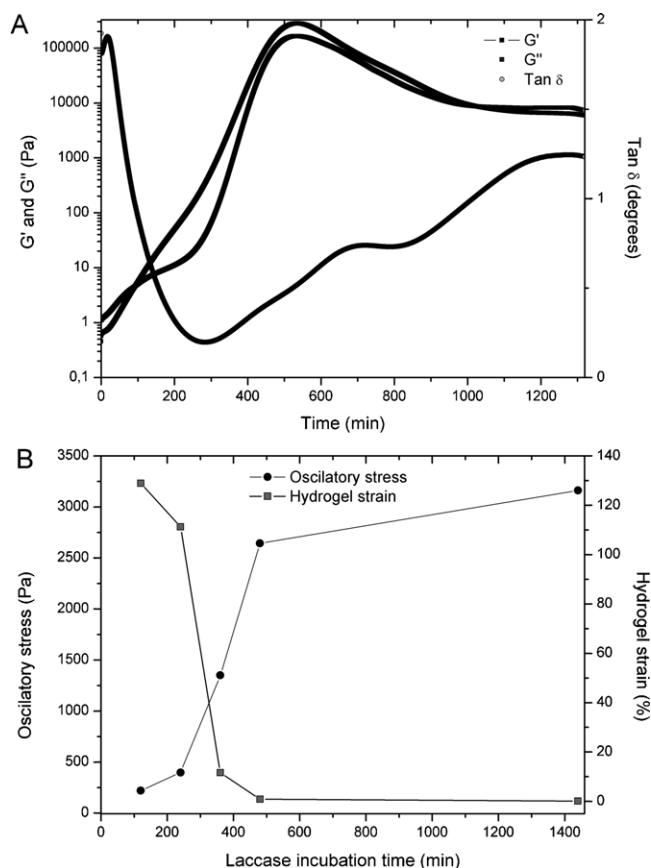 A
G' and G" (Pa)
100000
10000
1000
100
10
1
0,1
G'
G"
Tan δ
2
1
0
Tan δ (degrees)
0 200 400 600 800 1000 1200
Time (min)
B
Oscilatory stress (Pa)
3500
3000
2500
2000
1500
1000
500
0
Oscilatory stress
Hydrogel strain
140
120
100
80
60
40
20
0
Hydrogel strain (%)
0 200 400 600 800 1000 1200 1400
Laccase incubation time (min)